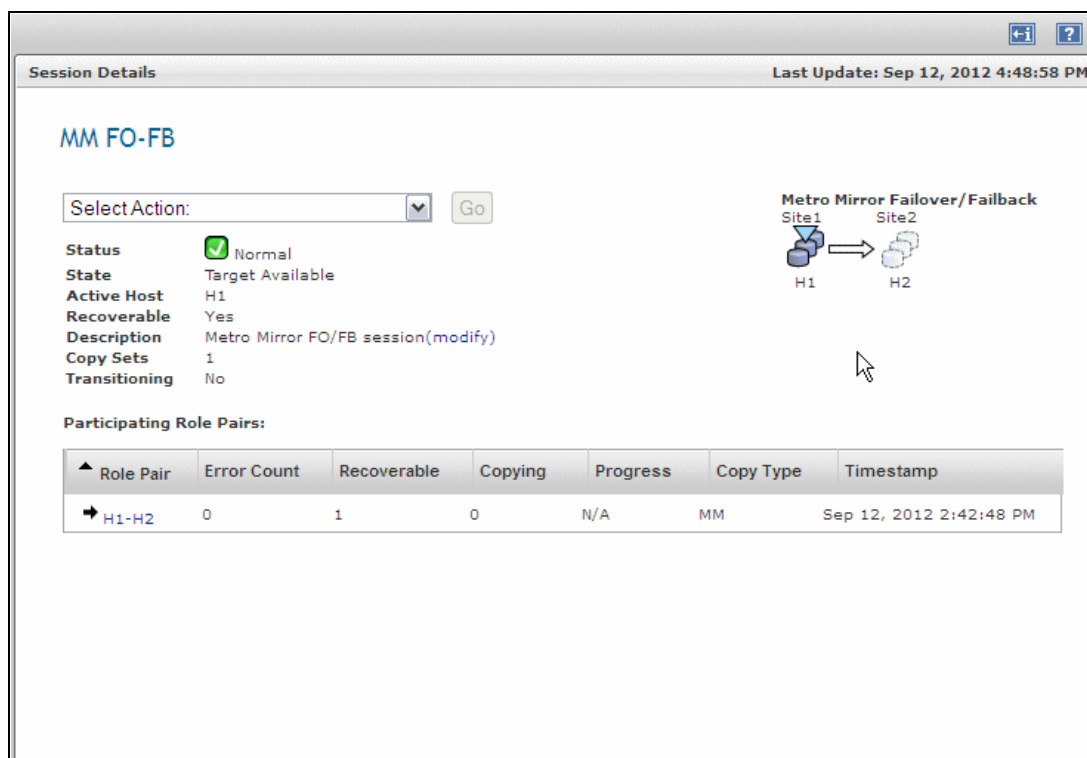 Session Details
Last Update: Sep 12, 2012 4:48:58 PM
MM FO-FB
Select Action:
Go
Metro Mirror Failover/Failback
Site1 Site2
H1 H2
Status Normal
State Target Available
Active Host H1
Recoverable Yes
Description Metro Mirror FO/FB session(modify)
Copy Sets 1
Transitioning No
Participating Role Pairs:
Role Pair Error Count Recoverable Copying Progress Copy Type Timestamp
H1-H2 0 1 0 N/A MM Sep 12, 2012 2:42:48 PM